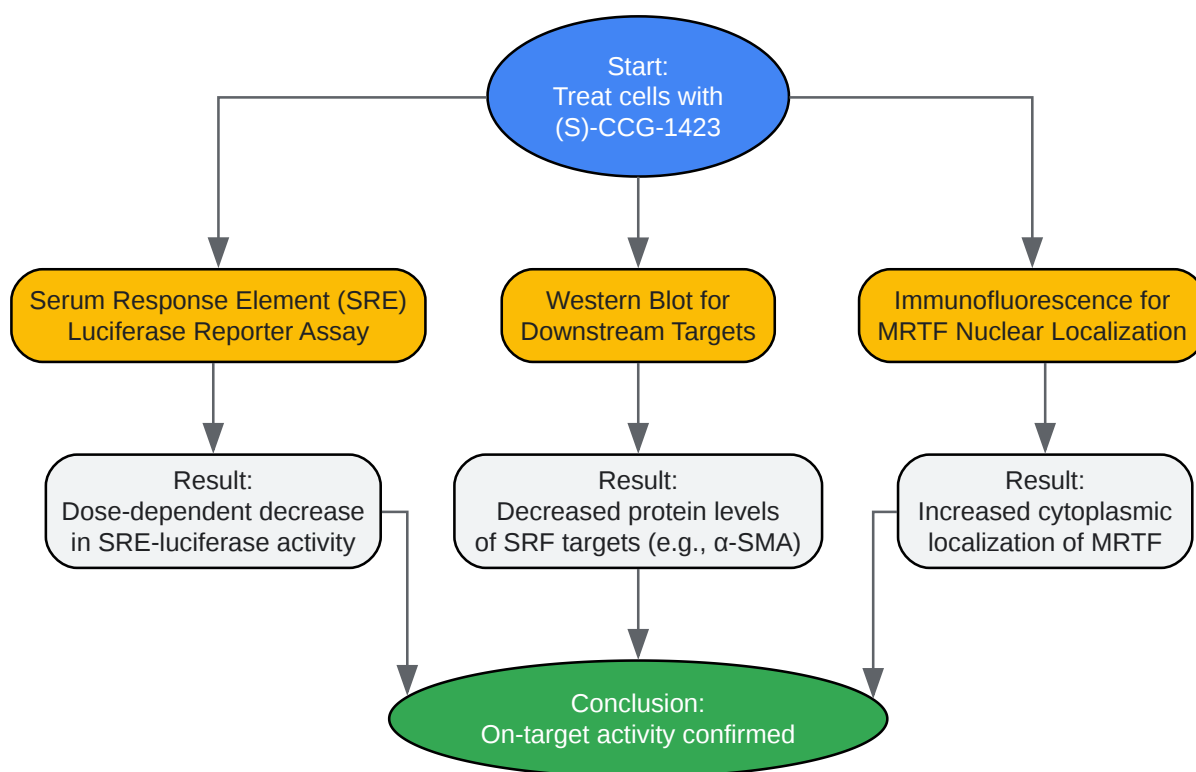 Start:
Treat cells with
(S)-CCG-1423
Serum Response Element (SRE)
Luciferase Reporter Assay
Western Blot for
Downstream Targets
Immunofluorescence for
MRTF Nuclear Localization
Result:
Dose-dependent decrease
in SRE-luciferase activity
Result:
Decreased protein levels
of SRF targets (e.g., α-SMA)
Result:
Increased cytoplasmic
localization of MRTF
Conclusion:
On-target activity confirmed